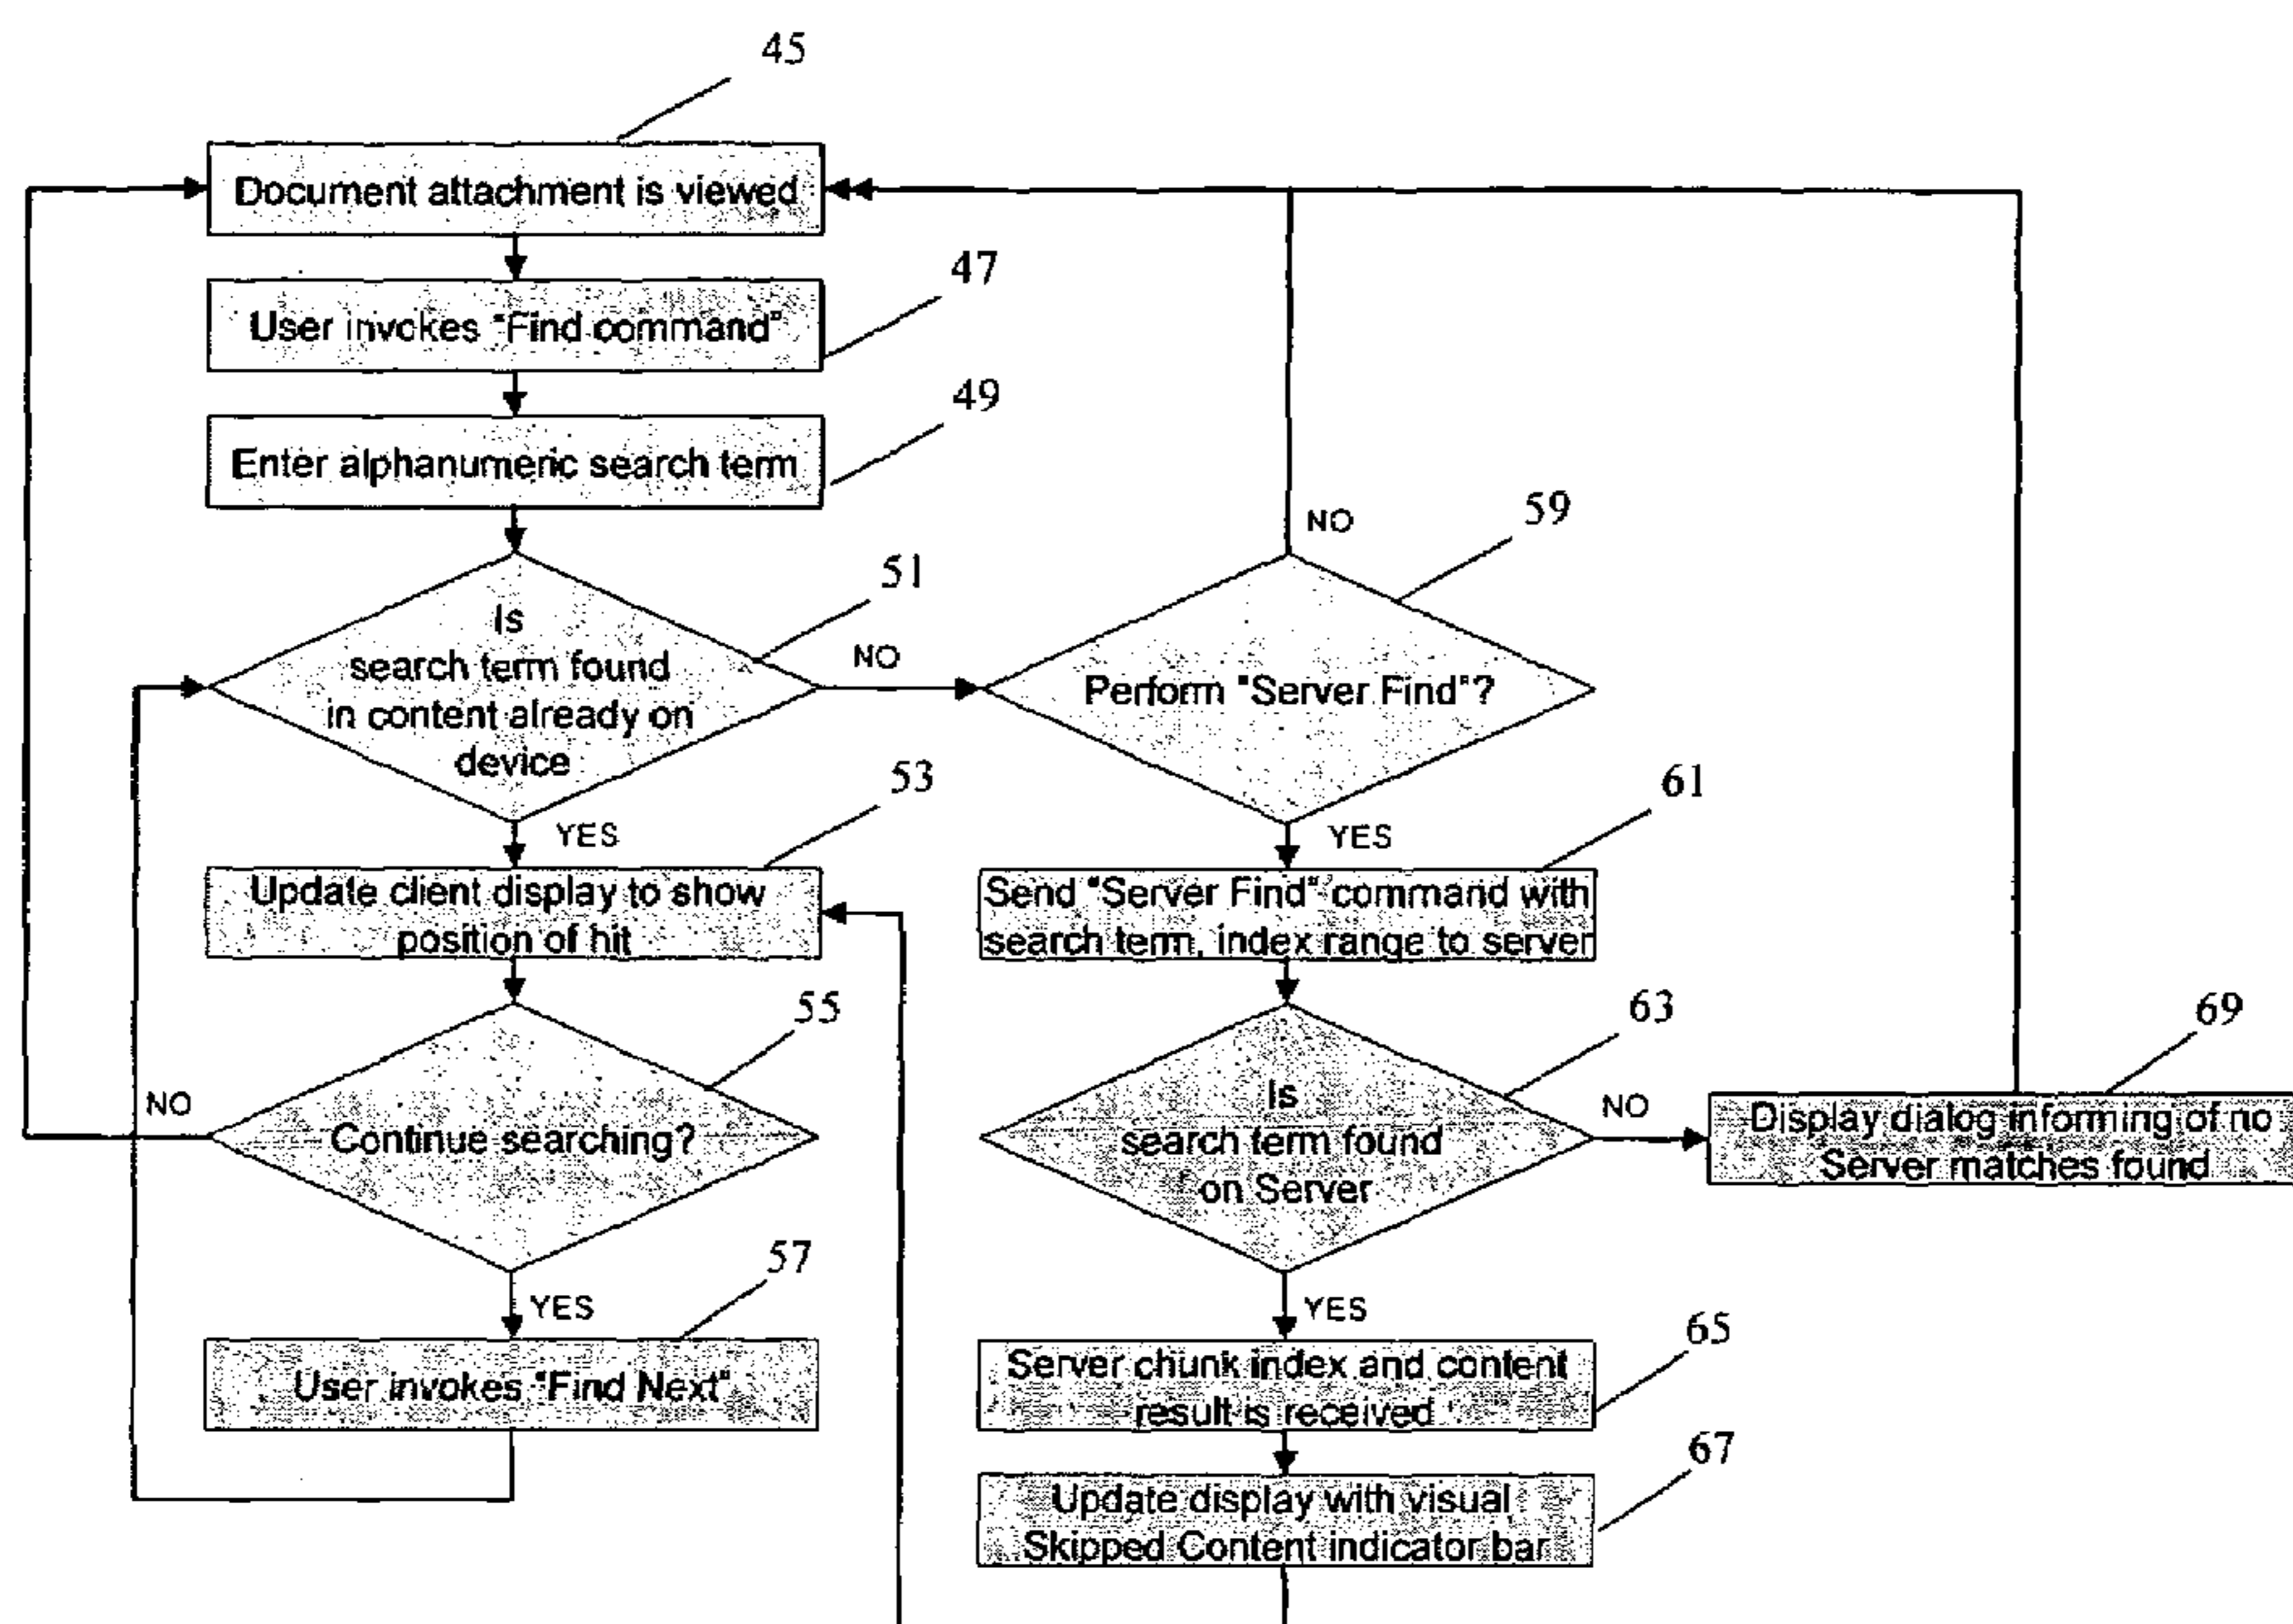 45
Document attachment is viewed
47
User invokes "Find command"
49
Enter alphanumeric search term
51
Is
search term found
in content already on
device
NO
YES
53
Update client display to show
position of hit
55
Continue searching?
NO
YES
57
User invokes "Find Next"
59
Perform "Server Find"?
NO
YES
61
Send "Server Find" command with
search term, index range to server
63
Is
search term found
on Server
NO
YES
69
Display dialog informing of no
Server matches found
65
Server chunk index and content
result is received
67
Update display with visual
Skipped Content indicator bar